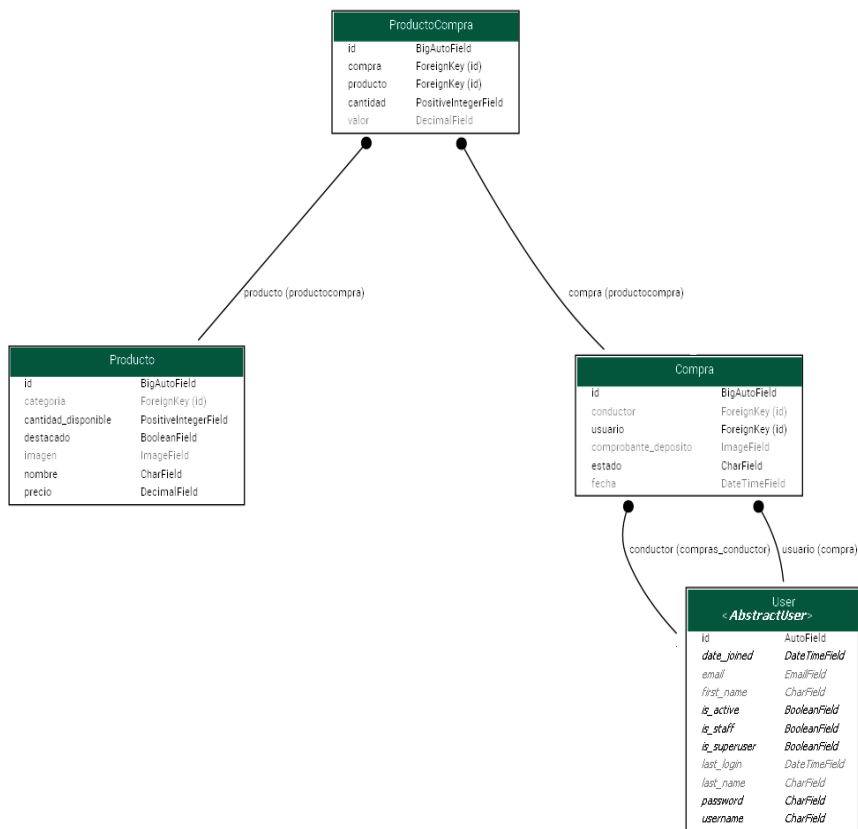 ProductoCompra
id BigAutoField
compra ForeignKey (id)
producto ForeignKey (id)
cantidad PositiveIntegerField
valor DecimalField
producto (productocompra)
compra (productocompra)
Producto
id BigAutoField
categoria ForeignKey (id)
cantidad_disponible PositiveIntegerField
destacado BooleanField
imagen ImageField
nombre CharField
precio DecimalField
Compra
id BigAutoField
conductor ForeignKey (id)
usuario ForeignKey (id)
comprobante_deposito ImageField
estado CharField
fecha DateTimeField
conductor (compras_conductor)
usuario (compra)
User
<AbstractUser>
id AutoField
date_joined DateTimeField
email EmailField
first_name CharField
is_active BooleanField
is_staff BooleanField
is_superuser BooleanField
last_login DateTimeField
last_name CharField
password CharField
username CharField